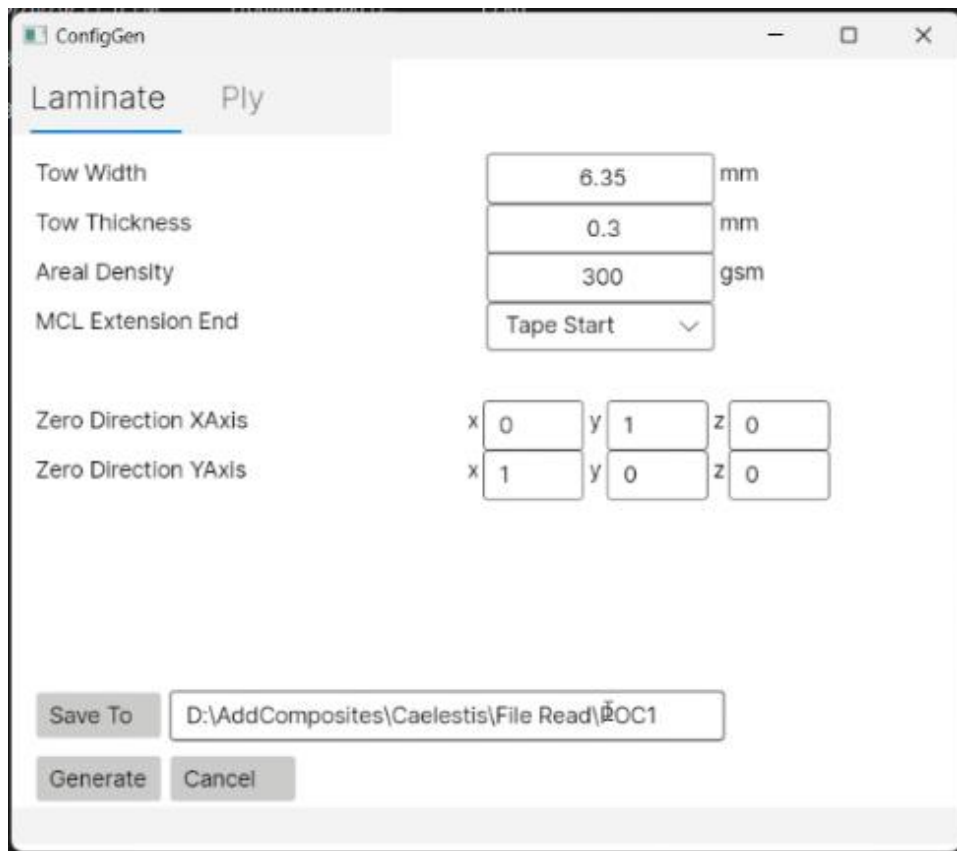 ConfigGen
Laminate Ply
Tow Width 6.35 mm
Tow Thickness 0.3 mm
Areal Density 300 gsm
MCL Extension End Tape Start
Zero Direction XAxis x 0 y 1 z 0
Zero Direction YAxis x 1 y 0 z 0
Save To D:\AddComposites\Caelestis\File Read\POC1
Generate Cancel